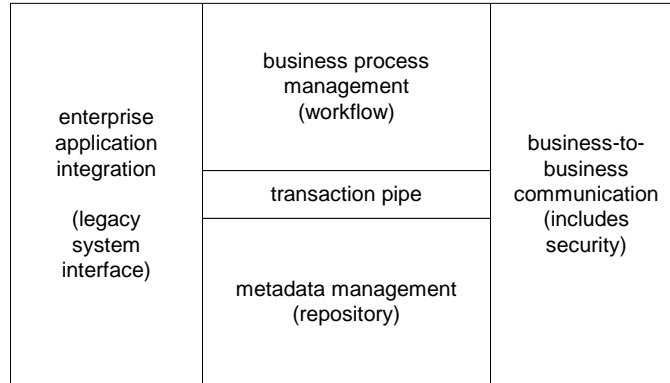 enterprise
application
integration
(legacy
system
interface)
business process
management
(workflow)
transaction pipe
metadata management
(repository)
business-to-
business
communication
(includes
security)